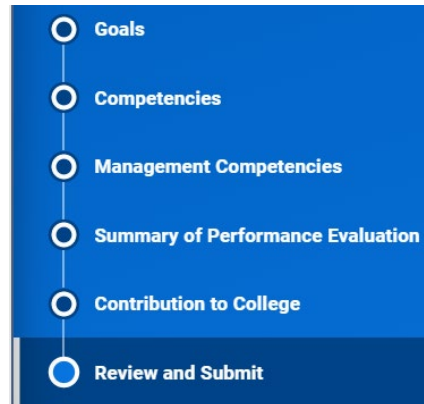 Goals
Competencies
Management Competencies
Summary of Performance Evaluation
Contribution to College
Review and Submit